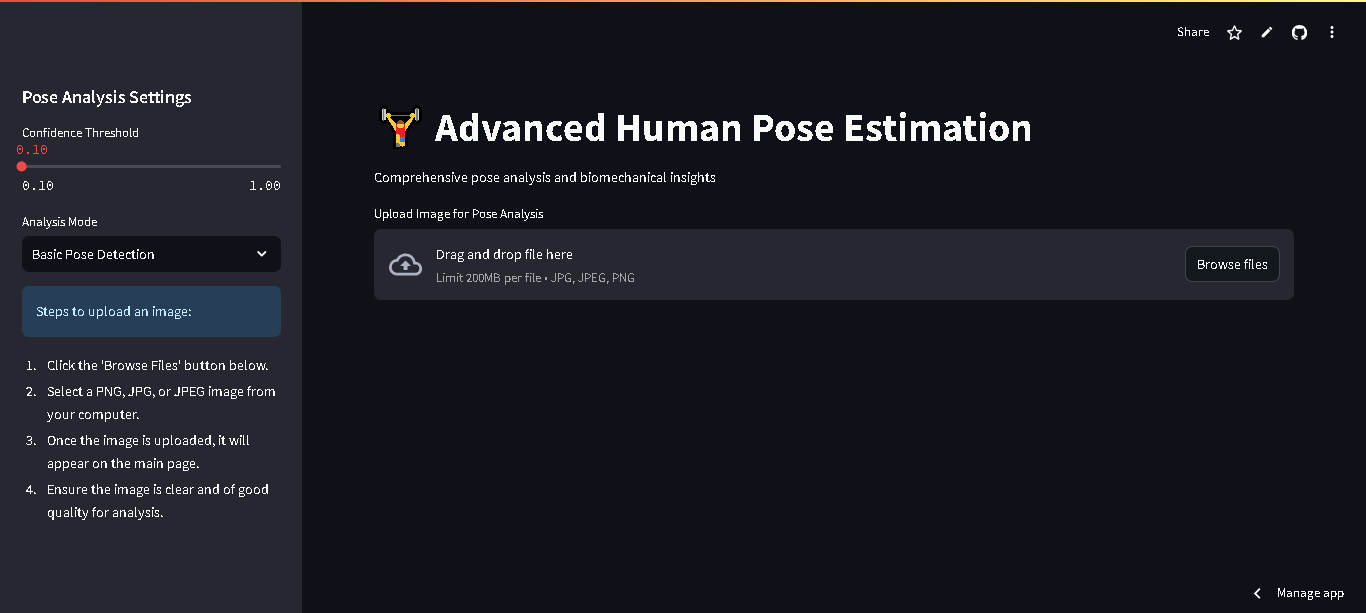 Share
Pose Analysis Settings
Confidence Threshold
0.10
0.10 1.00
Analysis Mode
Basic Pose Detection
Steps to upload an image:
1. Click the 'Browse Files' button below.
2. Select a PNG, JPG, or JPEG image from
your computer.
3. Once the image is uploaded, it will
appear on the main page.
4. Ensure the image is clear and of good
quality for analysis.
Advanced Human Pose Estimation
Comprehensive pose analysis and biomechanical insights
Upload Image for Pose Analysis
Drag and drop file here
Limit 200MB per file • JPG, JPEG, PNG
Browse files
Manage app